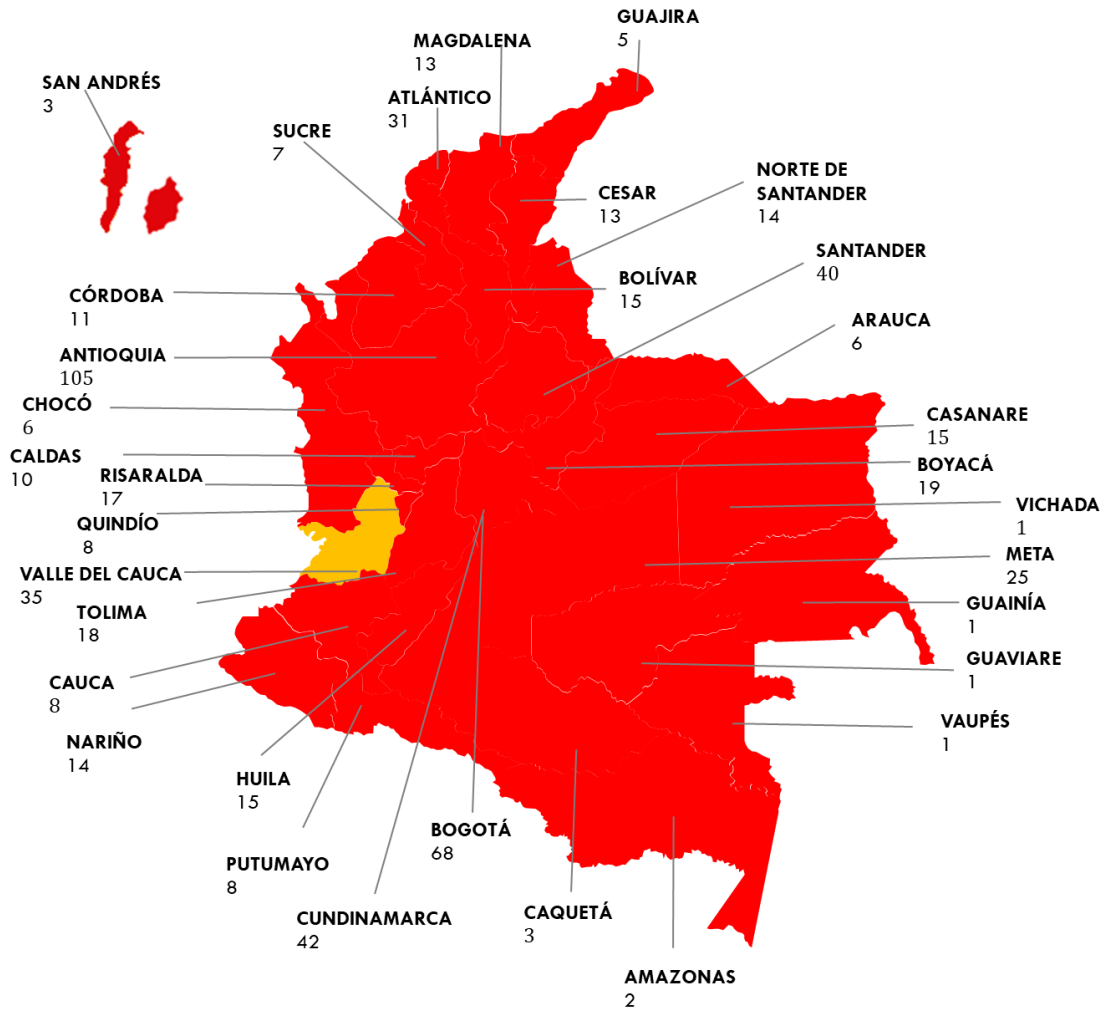 GUAJIRA
5
MAGDALENA
13
SAN ANDRÉS
3
ATLÁNTICO
31
SUCRE
7
NORTE DE
SANTANDER
14
CESAR
13
SANTANDER
40
BOLÍVAR
15
CÓRDOBA
11
ARAUCA
6
ANTIOQUIA
105
CHOCÓ
6
CASANARE
15
CALDAS
10
BOYACÁ
19
RISARALDA
17
VICHADA
1
QUINDÍO
8
META
25
VALLE DEL CAUCA
35
TOLIMA
18
GUAINÍA
1
GUAVIARE
1
CAUCA
8
VAUPÉS
1
NARIÑO
14
HUILA
15
BOGOTÁ
68
PUTUMAYO
8
CUNDINAMARCA
42
CAQUETÁ
3
AMAZONAS
2